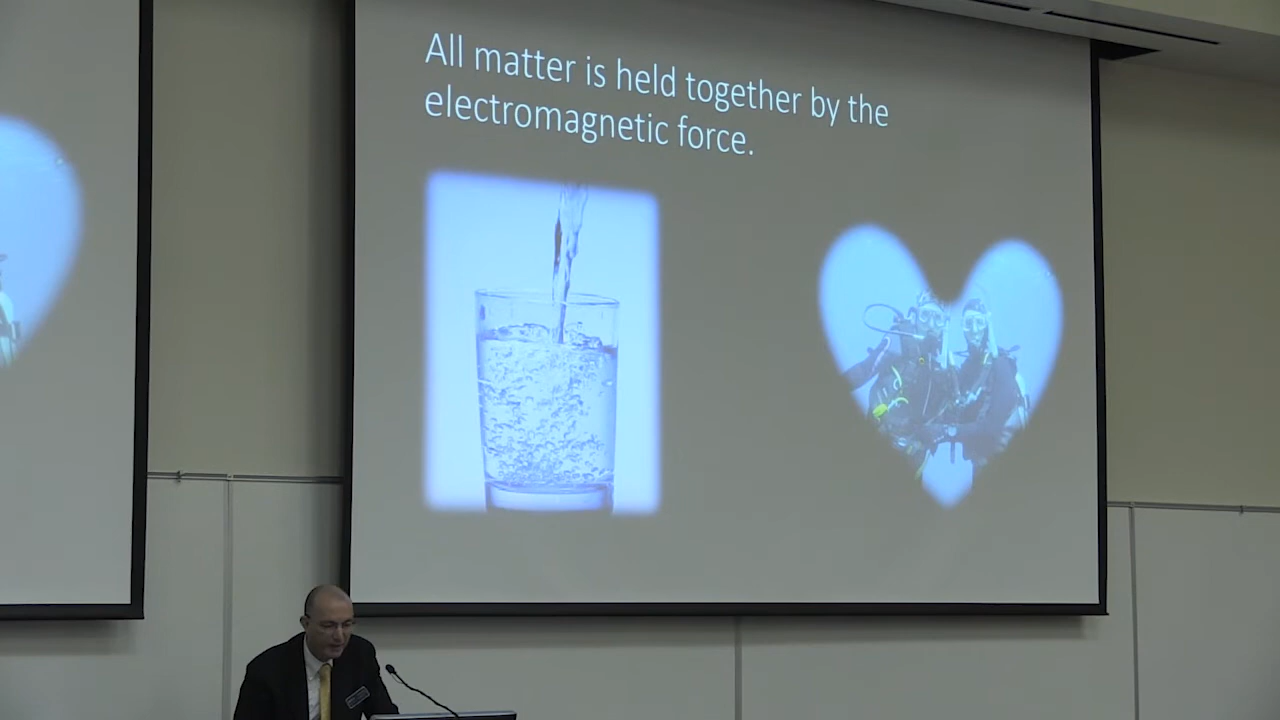 All matter is held together by the
electromagnetic force.